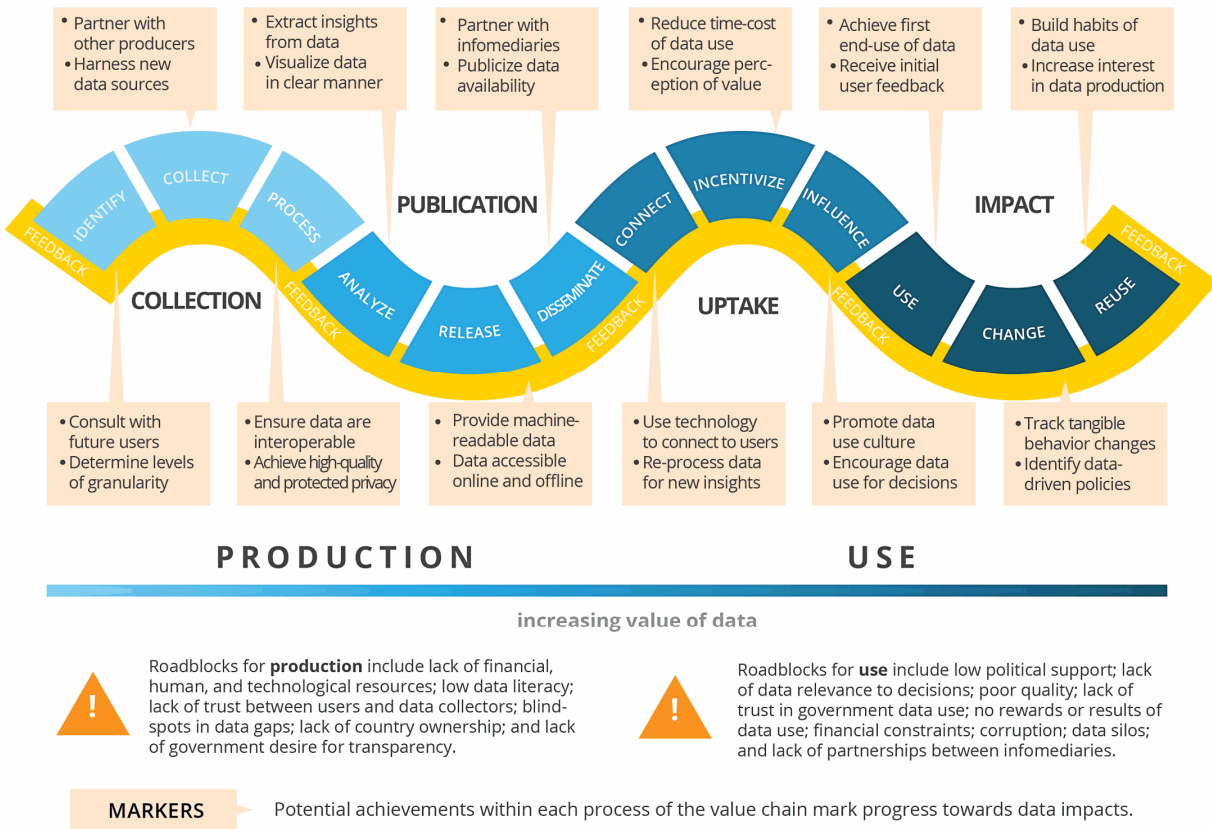 • Partner with
other producers
• Harness new
data sources
• Extract insights
from data
• Visualize data
in clear manner
• Partner with
infomediaries
• Publicize data
availability
• Reduce time-cost
of data use
• Encourage perc-
eption of value
• Achieve first
end-use of data
• Receive initial
user feedback
• Build habits of
data use
• Increase interest
in data production
FEEDBACK
IDENTIFY
COLLECT
PROCESS
COLLECTION
FEEDBACK
PUBLICATION
ANALYZE
RELEASE
DISSEMINATE
FEEDBACK
CONNECT
INCENTIVIZE
INFLUENCE
UPTAKE
FEEDBACK
IMPACT
USE
CHANGE
REUSE
FEEDBACK
• Consult with
future users
• Determine levels
of granularity
• Ensure data are
interoperable
• Achieve high-quality
and protected privacy
• Provide machine-
readable data
• Data accessible
online and offline
• Use technology
to connect to users
• Re-process data
for new insights
• Promote data
use culture
• Encourage data
use for decisions
• Track tangible
behavior changes
• Identify data-
driven policies
PRODUCTION
USE
increasing value of data
!
Roadblocks for production include lack of financial,
human, and technological resources; low data literacy;
lack of trust between users and data collectors; blind-
spots in data gaps; lack of country ownership; and lack
of government desire for transparency.
!
Roadblocks for use include low political support; lack
of data relevance to decisions; poor quality; lack of
trust in government data use; no rewards or results of
data use; financial constraints; corruption; data silos;
and lack of partnerships between infomediaries.
MARKERS
Potential achievements within each process of the value chain mark progress towards data impacts.